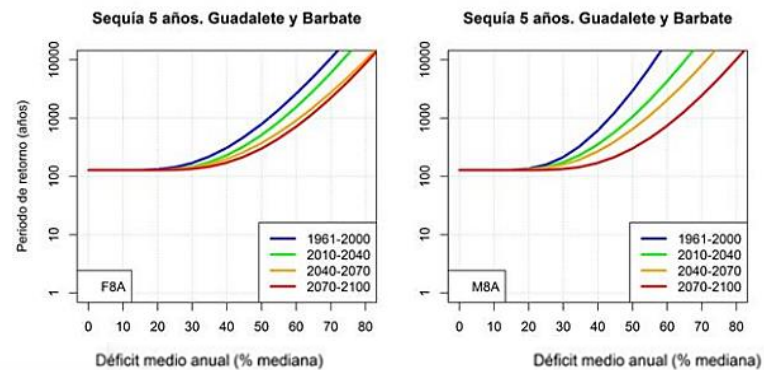 Sequía 5 años. Guadalete y Barbate
Periodo de retorno (años)
10000
1000
100
10
1
F8A
1961-2000
2010-2040
2040-2070
2070-2100
0 10 20 30 40 50 60 70 80
Déficit medio anual (% mediana)
Sequía 5 años. Guadalete y Barbate
10000
1000
100
10
1
M8A
1961-2000
2010-2040
2040-2070
2070-2100
0 10 20 30 40 50 60 70 80
Déficit medio anual (% mediana)